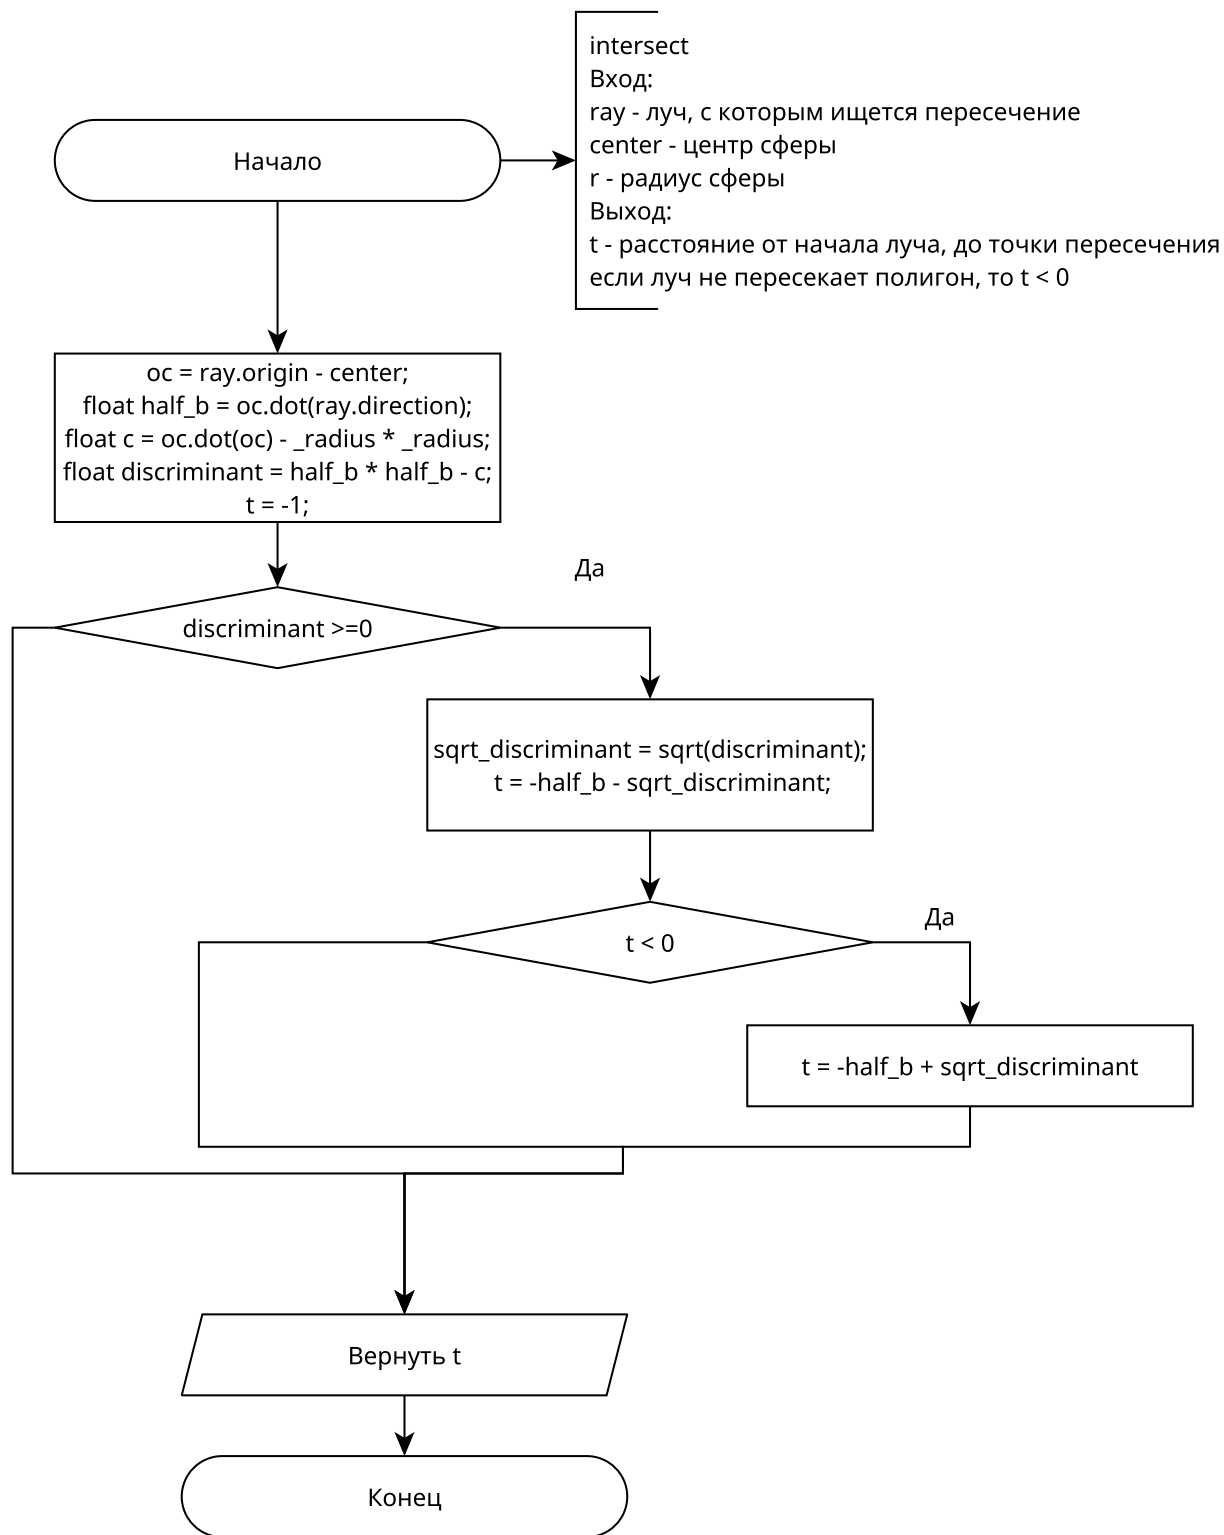 intersect
Вход:
ray - луч, с которым ищется пересечение
center - центр сферы
r - радиус сферы
Выход:
t - расстояние от начала луча, до точки пересечения
если луч не пересекает полигон, то t < 0
Начало
oc = ray.origin - center;
float half_b = oc.dot(ray.direction);
float c = oc.dot(oc) - _radius * _radius;
float discriminant = half_b * half_b - c;
t = -1;
Да
discriminant >=0
sqrt_discriminant = sqrt(discriminant);
t = -half_b - sqrt_discriminant;
Да
t < 0
t = -half_b + sqrt_discriminant
Вернуть t
Конец